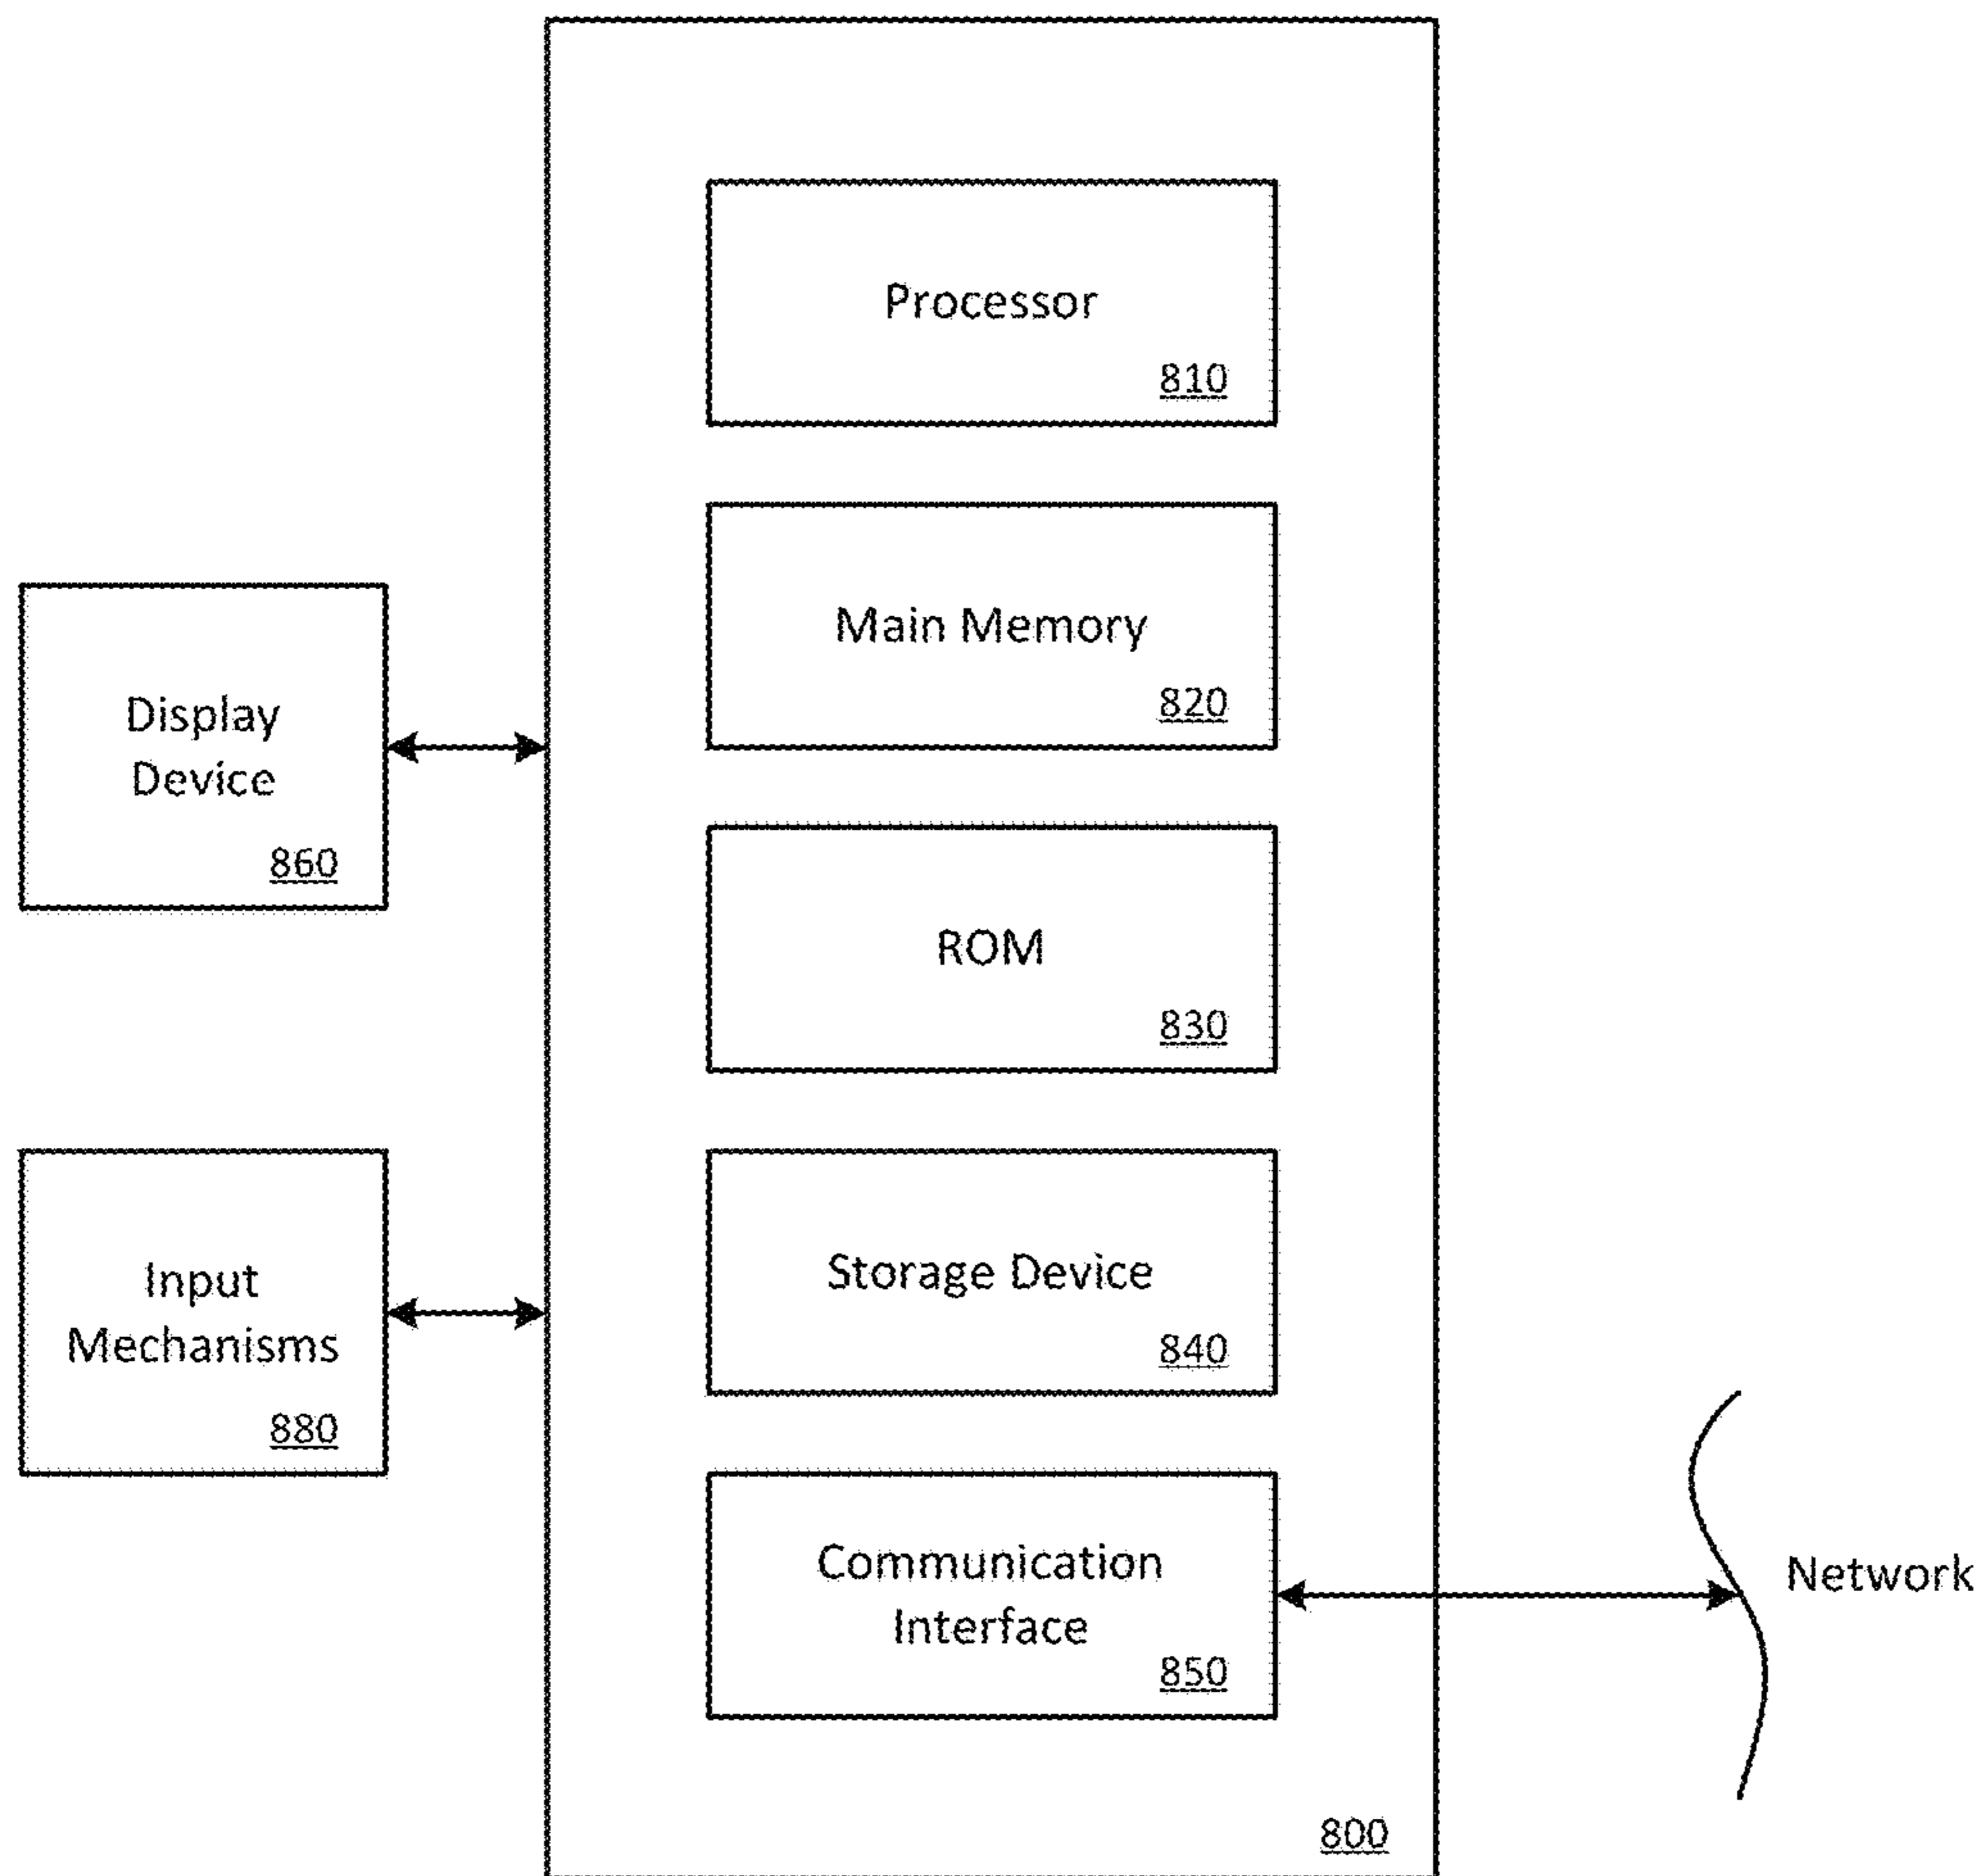 Processor
810
Main Memory
820
Display
Device
860
ROM
830
Input
Mechanisms
880
Storage Device
840
Communication
Interface
850
Network
800